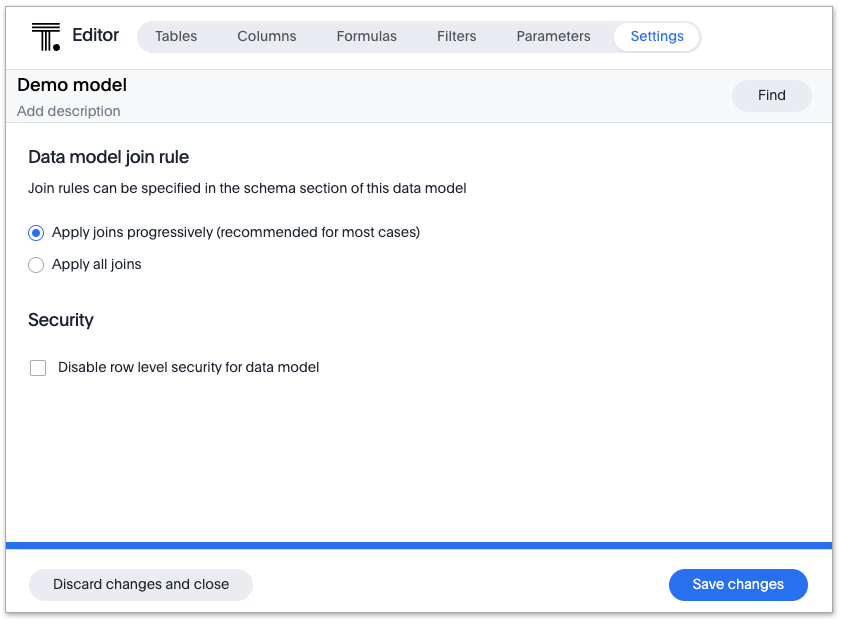 Editor
Tables
Columns
Formulas
Filters
Parameters
Settings
Demo model
Add description
Find
Data model join rule
Join rules can be specified in the schema section of this data model
Apply joins progressively (recommended for most cases)
Apply all joins
Security
Disable row level security for data model
Discard changes and close
Save changes